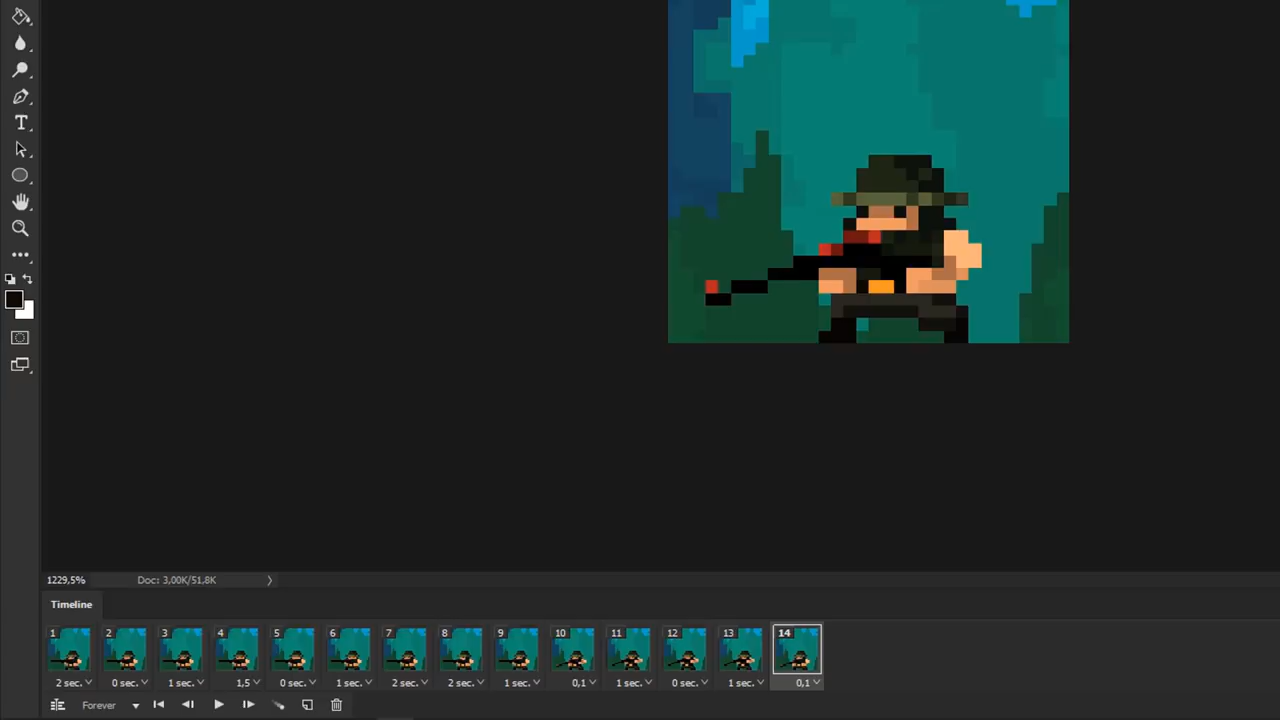 1229,5% Doc: 3,00K/51,8K
Timeline
1 2 3 4 5 6 7 8 9 10 11 12 13 14
2 sec. 0 sec. 1 sec. 1,5 0 sec. 1 sec. 2 sec. 2 sec. 1 sec. 0,1 1 sec. 0 sec. 1 sec. 0,1
Forever